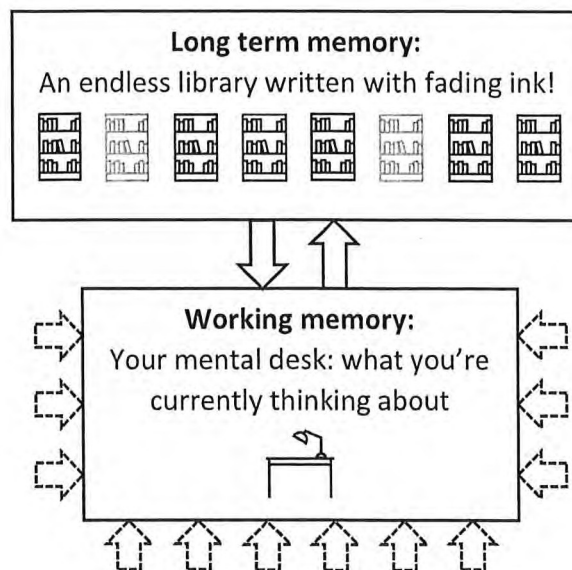 Long term memory:
An endless library written with fading ink!
Working memory:
Your mental desk: what you're
currently thinking about